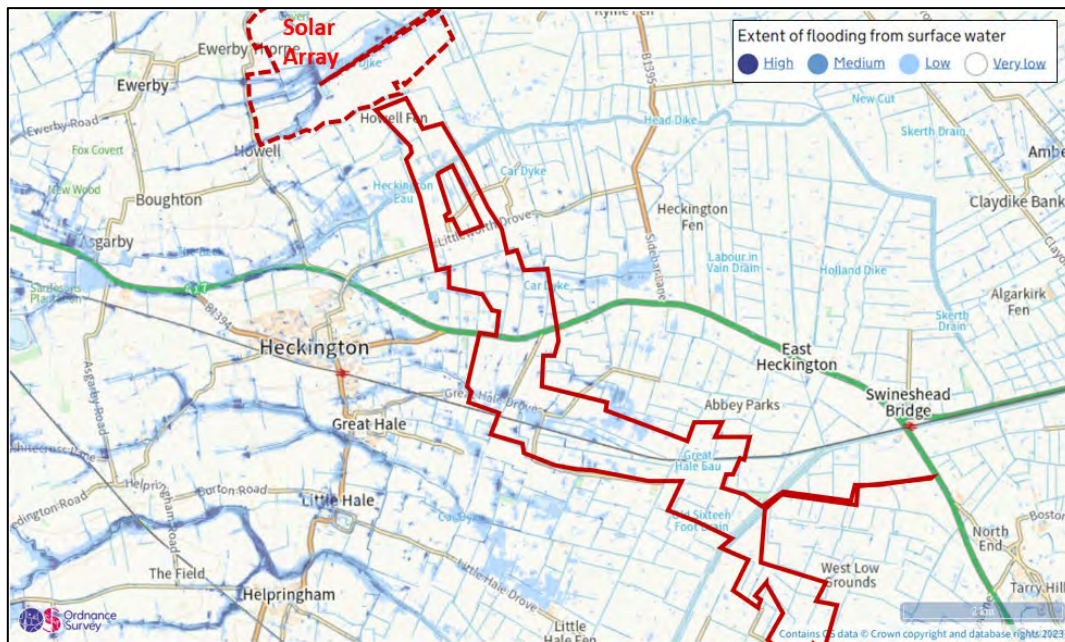 Solar
Array
Extent of flooding from surface water
High
Medium
Low
Very low
Ewerby Thorpe
Ewerby
Ewerby Road
Howell Fen
Howell
B1395
Head Dike
New Cut
Skerth Drain
Fox Covert
New Wood
Boughton
Asgarby
Heckington
Eau
Car Dyke
Littleworth Drove
Heckington
Fen
Sidebar Lane
Claydike Bank
Labour in
Vain Drain
Holland Dike
Algarkirk
Fen
Skerth
Drain
Car Dyke
A17
B1394
Heckington
East
Heckington
Swineshead
Bridge
Asgarby Road
Great Hale Drove
Great Hale
Abbey Parks
Great
Hale Eau
Helpringham Road
Burton Road
Little Hale
Car Dyke
Old Sixteen
Foot Drain
The Field
Little Hale Drove
Helpringham
Little
Hale Fen
West Low
Grounds
North
End
Tarry Hill
2 km
Ordnance
Survey
Contains OS data © Crown copyright and database rights 2023